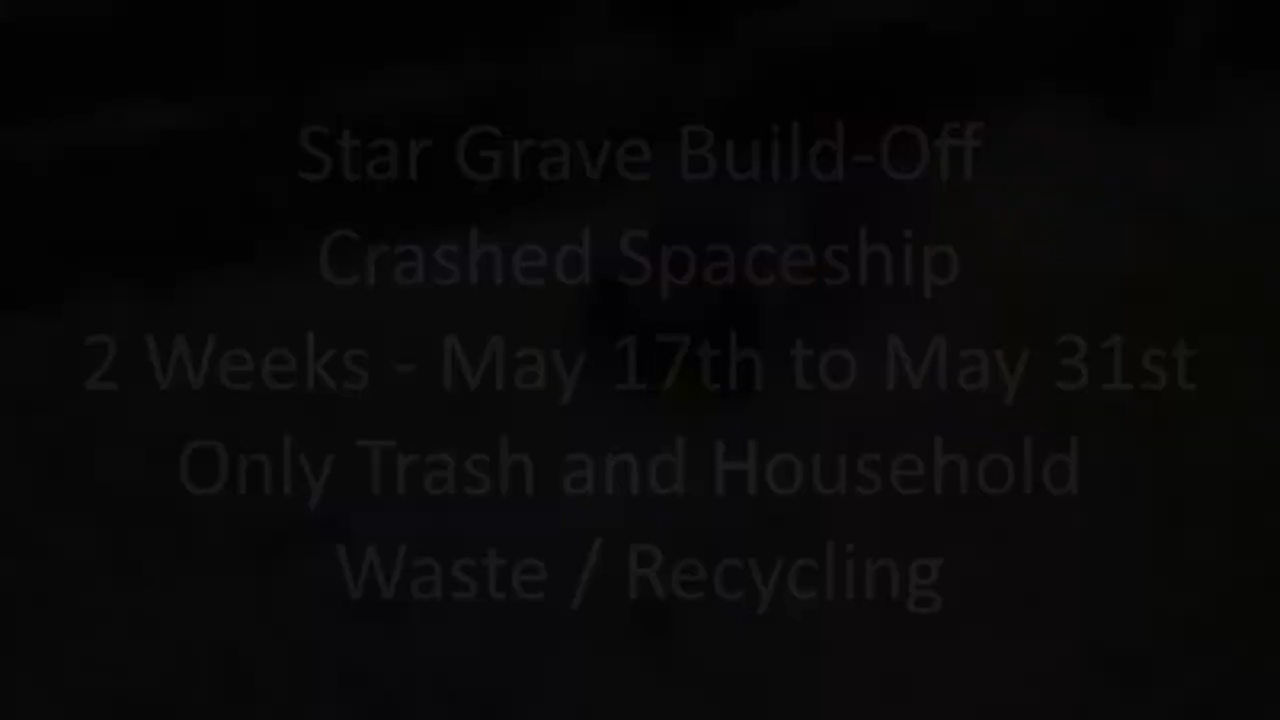 Star Grave Build-Off
Crashed Spaceship
2 Weeks - May 17th to May 31st
Only Trash and Household
Waste / Recycling